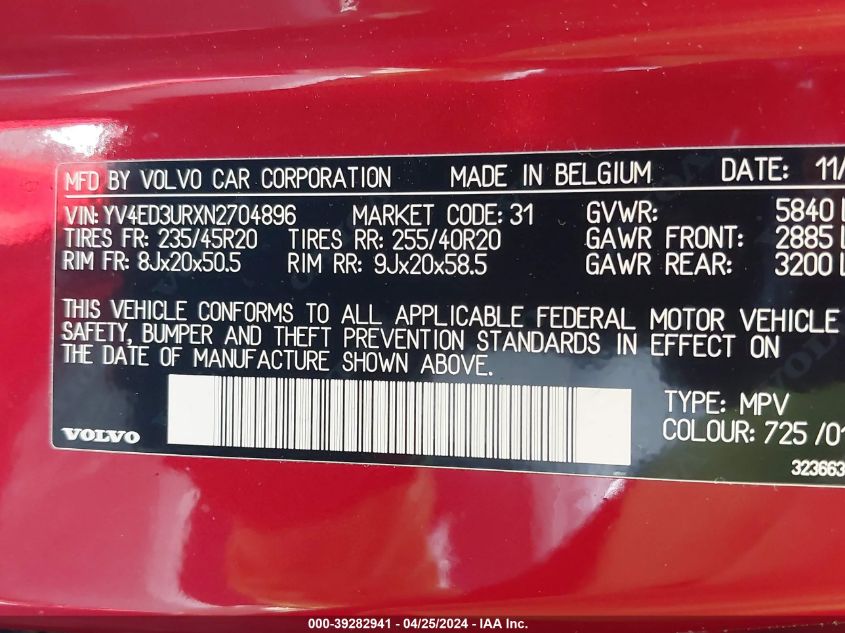 MFD BY VOLVO CAR CORPORATION MADE IN BELGIUM DATE: 11/
VIN: YV4ED3URXN2704896 MARKET CODE: 31 GVWR: 5840 L
TIRES FR: 235/45R20 TIRES RR: 255/40R20 GAWR FRONT: 2885 L
RIM FR: 8Jx20x50.5 RIM RR: 9Jx20x58.5 GAWR REAR: 3200 L
THIS VEHICLE CONFORMS TO ALL APPLICABLE FEDERAL MOTOR VEHICLE
SAFETY, BUMPER AND THEFT PREVENTION STANDARDS IN EFFECT ON
THE DATE OF MANUFACTURE SHOWN ABOVE.
TYPE: MPV
VOLVO COLOUR: 725 /01
323663
000-39282941 - 04/25/2024 - IAA Inc.